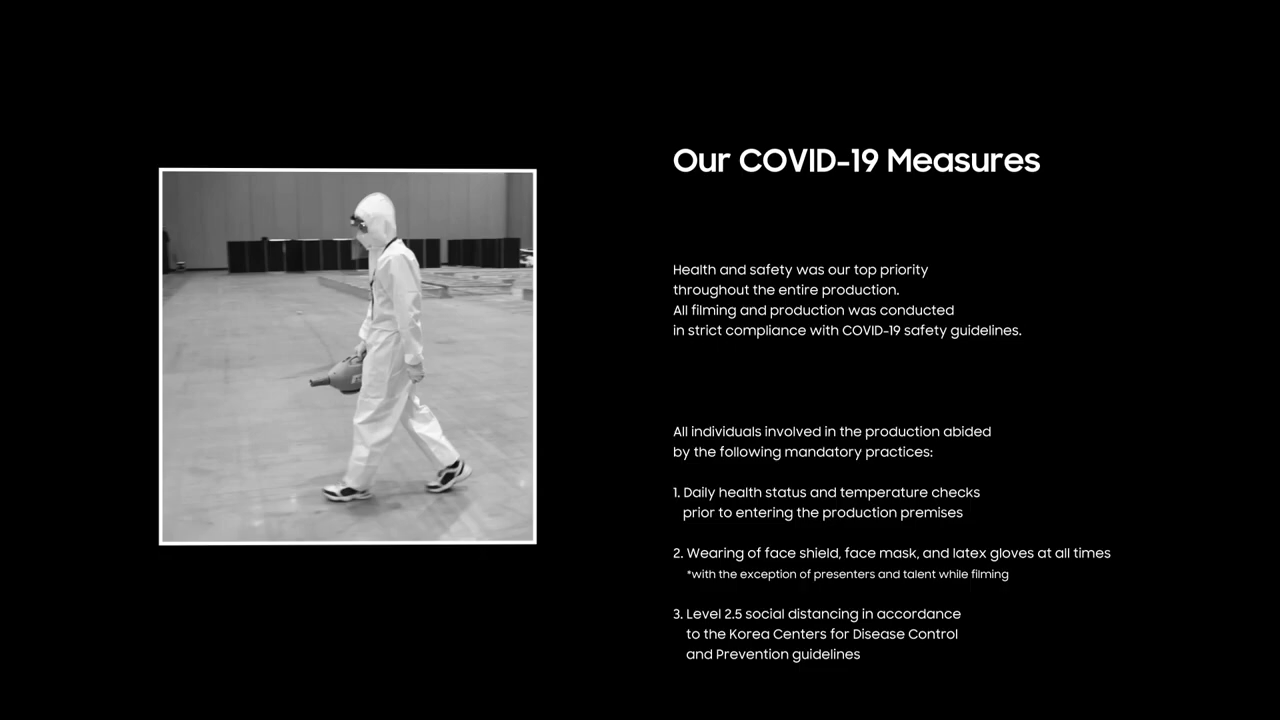 Our COVID-19 Measures
Health and safety was our top priority
throughout the entire production.
All filming and production was conducted
in strict compliance with COVID-19 safety guidelines.
All individuals involved in the production abided
by the following mandatory practices:
1. Daily health status and temperature checks
prior to entering the production premises
2. Wearing of face shield, face mask, and latex gloves at all times
*with the exception of presenters and talent while filming
3. Level 2.5 social distancing in accordance
to the Korea Centers for Disease Control
and Prevention guidelines